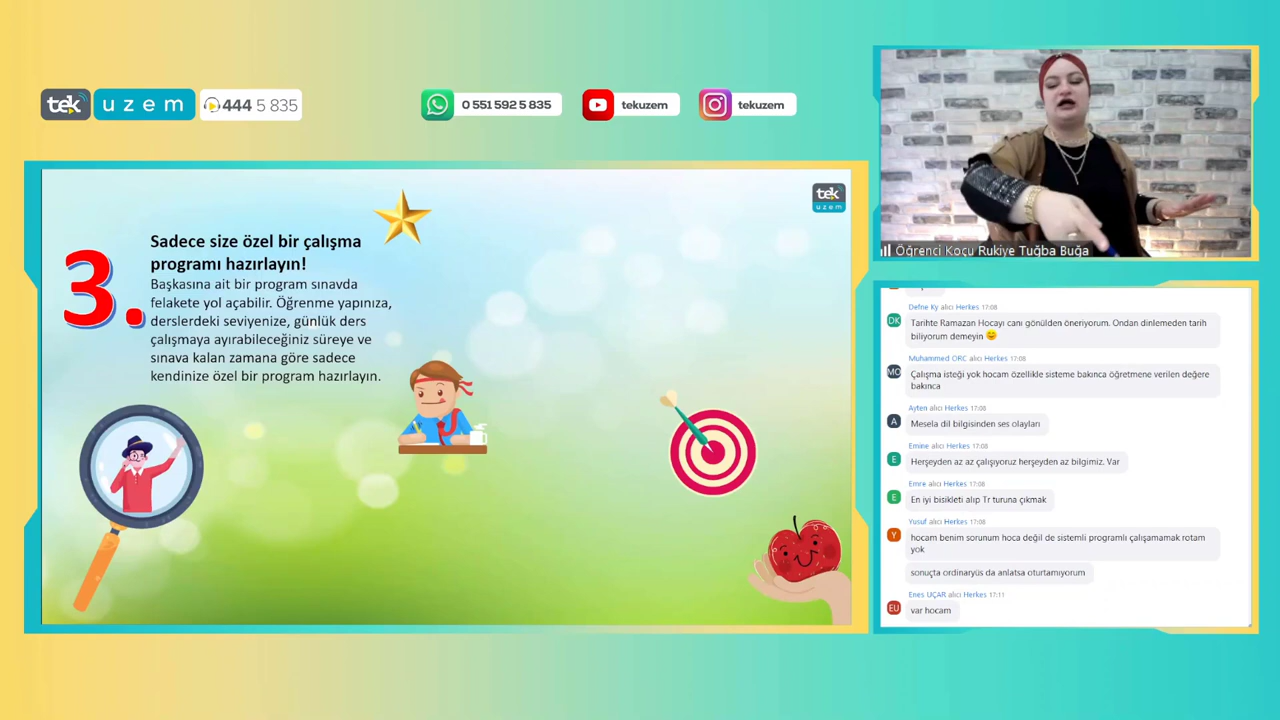 tek
uzem
444 5 835
0 551 592 5 835
tekuzem
tekuzem
tek
uzem
3.
Sadece size özel bir çalışma
programı hazırlayın!
Başkasına ait bir program sınavda
felakete yol açabilir. Öğrenme yapınıza,
derslerdeki seviyenize, günlük ders
çalışmaya ayırabileceğiniz süreye ve
sınava kalan zamana göre sadece
kendinize özel bir program hazırlayın.
Öğrenci Koçu Rukiye Tuğba Buğa
Defne Ky alıcı Herkes 17:08
DK
Tarihte Ramazan Hocayı canı gönülden öneriyorum. Ondan dinlemeden tarih
biliyorum demeyin
Muhammed ORC alıcı Herkes 17:08
MO
Çalışma isteği yok hocam özellikle sisteme bakınca öğretmene verilen değere
bakınca
Ayten alıcı Herkes 17:08
A
Mesela dil bilgisinden ses olayları
Emine alıcı Herkes 17:08
E
Herşeyden az az çalışıyoruz herşeyden az bilgimiz. Var
Emre alıcı Herkes 17:08
E
En iyi bisikleti alıp Tr turuna çıkmak
Yusuf alıcı Herkes 17:08
Y
hocam benim sorunum hoca değil de sistemli programlı çalışamamak rotam
yok
sonuçta ordinaryüs da anlatsa oturtamıyorum
Enes UÇAR alıcı Herkes 17:11
EU
var hocam